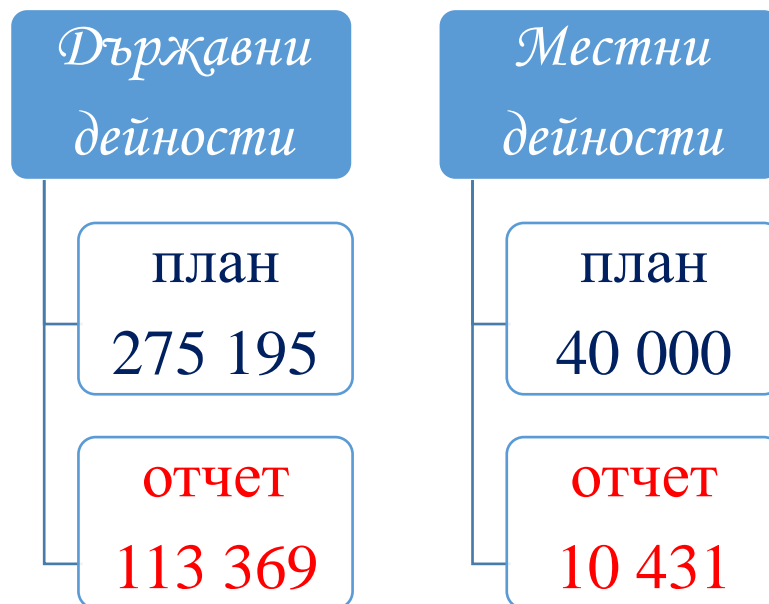 Държавни
дейности
план
275 195
отчет
113 369
Местни
дейности
план
40 000
отчет
10 431